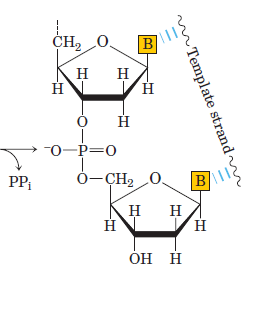 CH₂ O B
H H H H
O H
⁻O—P=O
PPᵢ
O—CH₂ O B
H H H H
OH H
Template strand